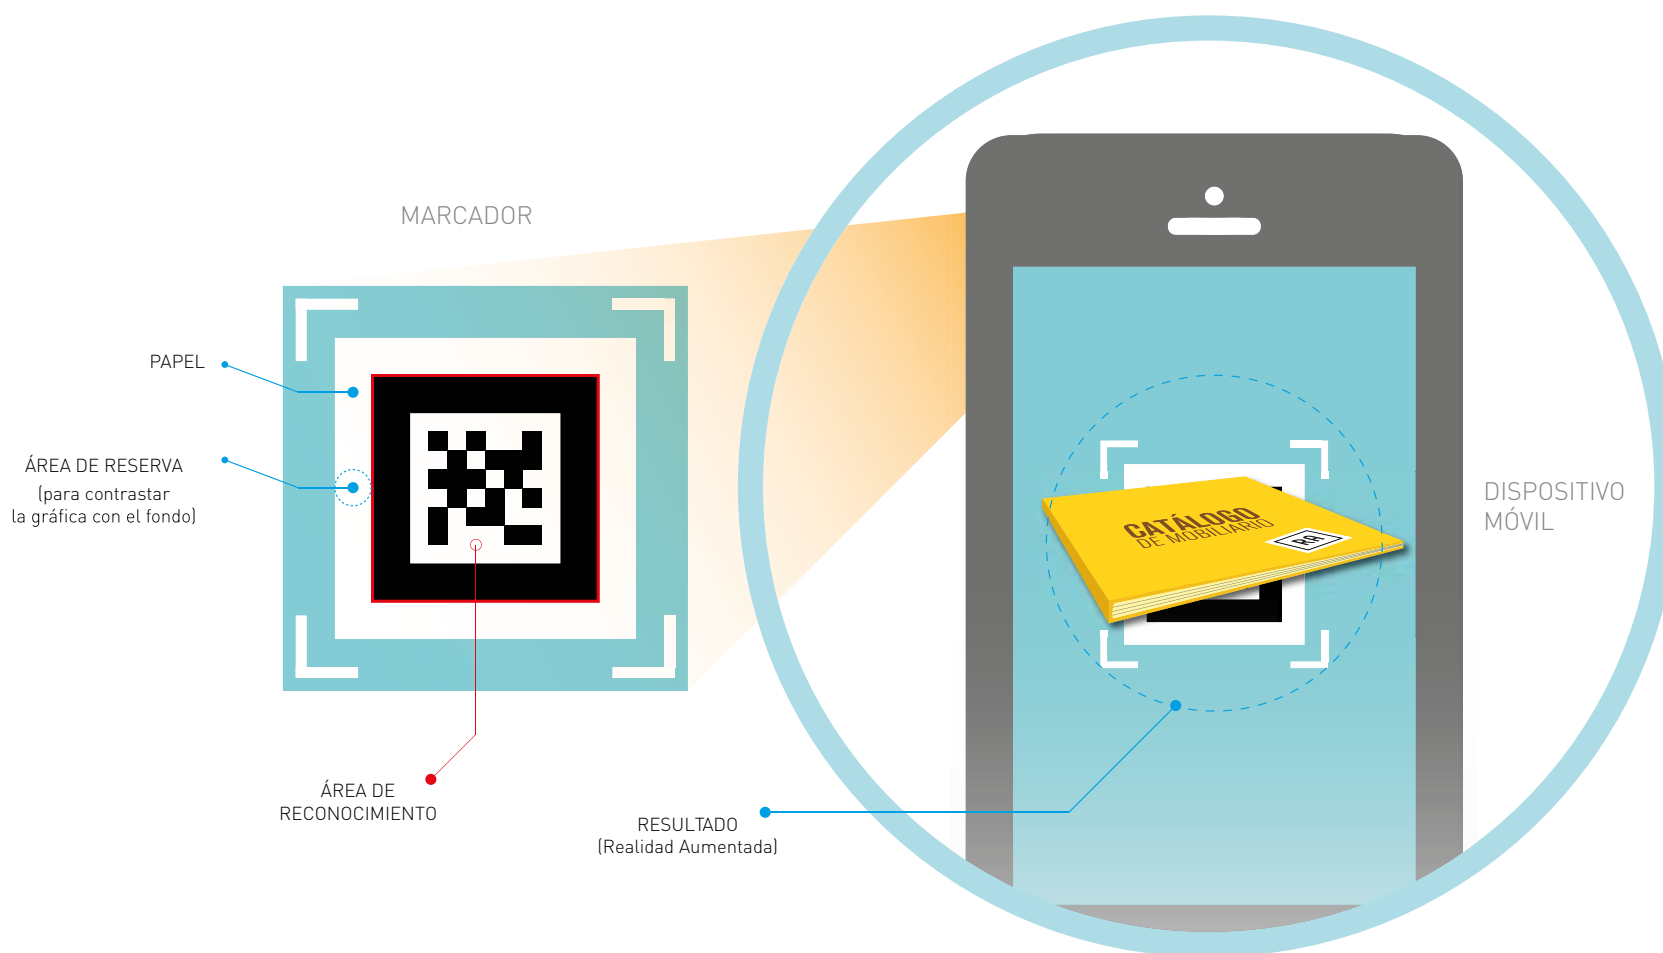 MARCADOR
PAPEL
ÁREA DE RESERVA
(para contrastar
la gráfica con el fondo)
ÁREA DE
RECONOCIMIENTO
RESULTADO
(Realidad Aumentada)
CATÁLOGO
DE MOBILIARIO
RA
DISPOSITIVO
MÓVIL